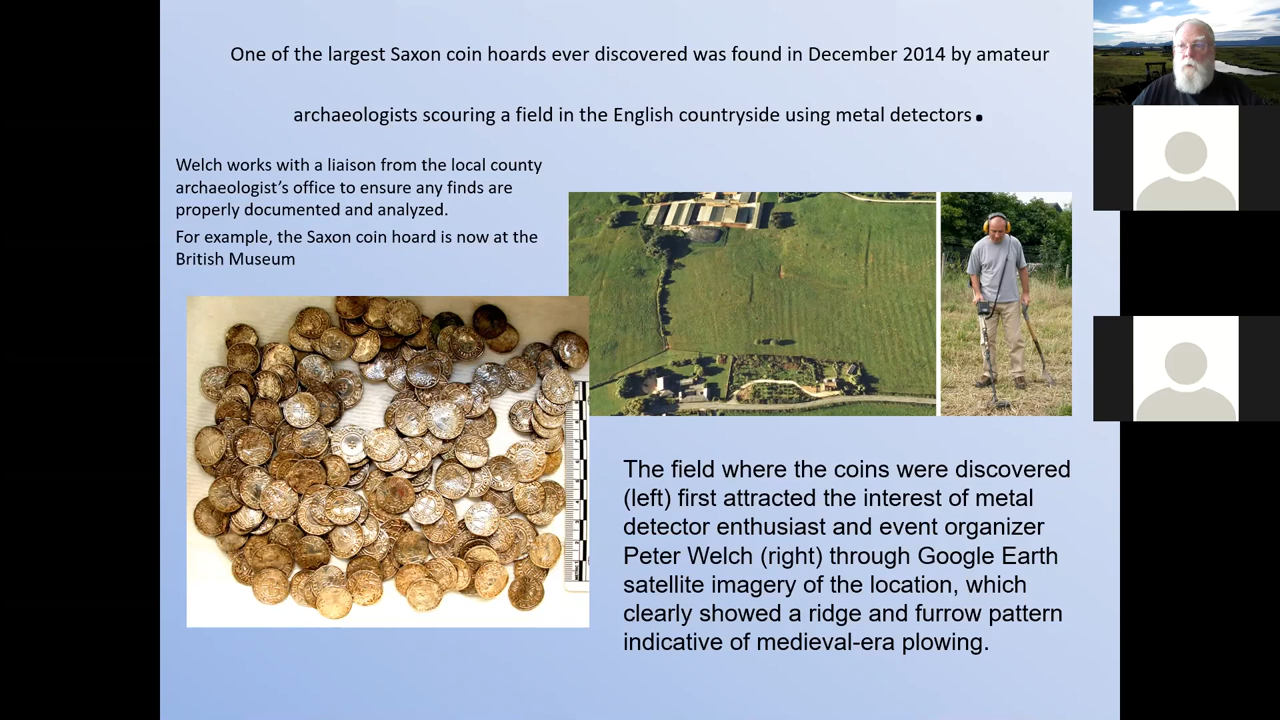 One of the largest Saxon coin hoards ever discovered was found in December 2014 by amateur
archaeologists scouring a field in the English countryside using metal detectors.
Welch works with a liaison from the local county
archaeologist’s office to ensure any finds are
properly documented and analyzed.
For example, the Saxon coin hoard is now at the
British Museum
The field where the coins were discovered
(left) first attracted the interest of metal
detector enthusiast and event organizer
Peter Welch (right) through Google Earth
satellite imagery of the location, which
clearly showed a ridge and furrow pattern
indicative of medieval-era plowing.